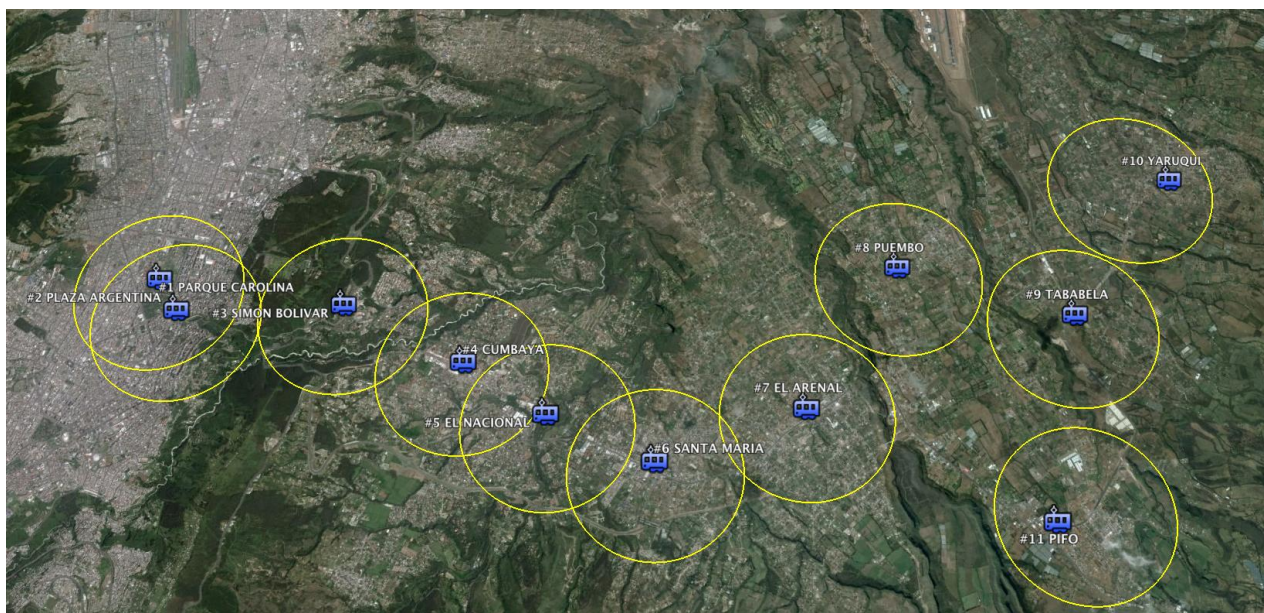 #1 PARQUE CAROLINA
#2 PLAZA ARGENTINA
#3 SIMON BOLIVAR
#4 CUMBAYA
#5 EL NACIONAL
#6 SANTA MARIA
#7 EL ARENAL
#8 PUEMBO
#9 TABABELA
#10 YARUQUI
#11 PIFO